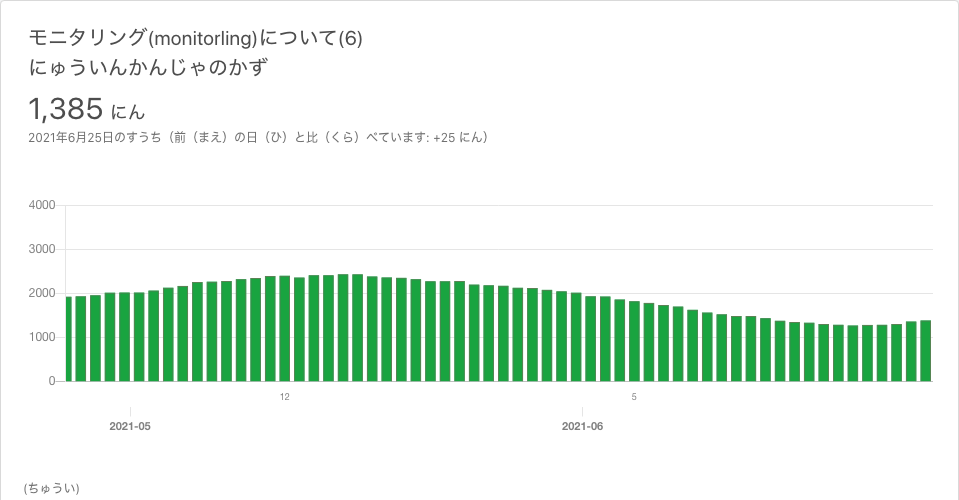 モニタリング(monitorling)について(6)
にゅういんかんじゃのかず
1,385 にん
2021年6月25日のすうち（前（まえ）の日（ひ）と比（くら）べています: +25 にん）
4000
3000
2000
1000
0
12
5
2021-05
2021-06
(ちゅうい)